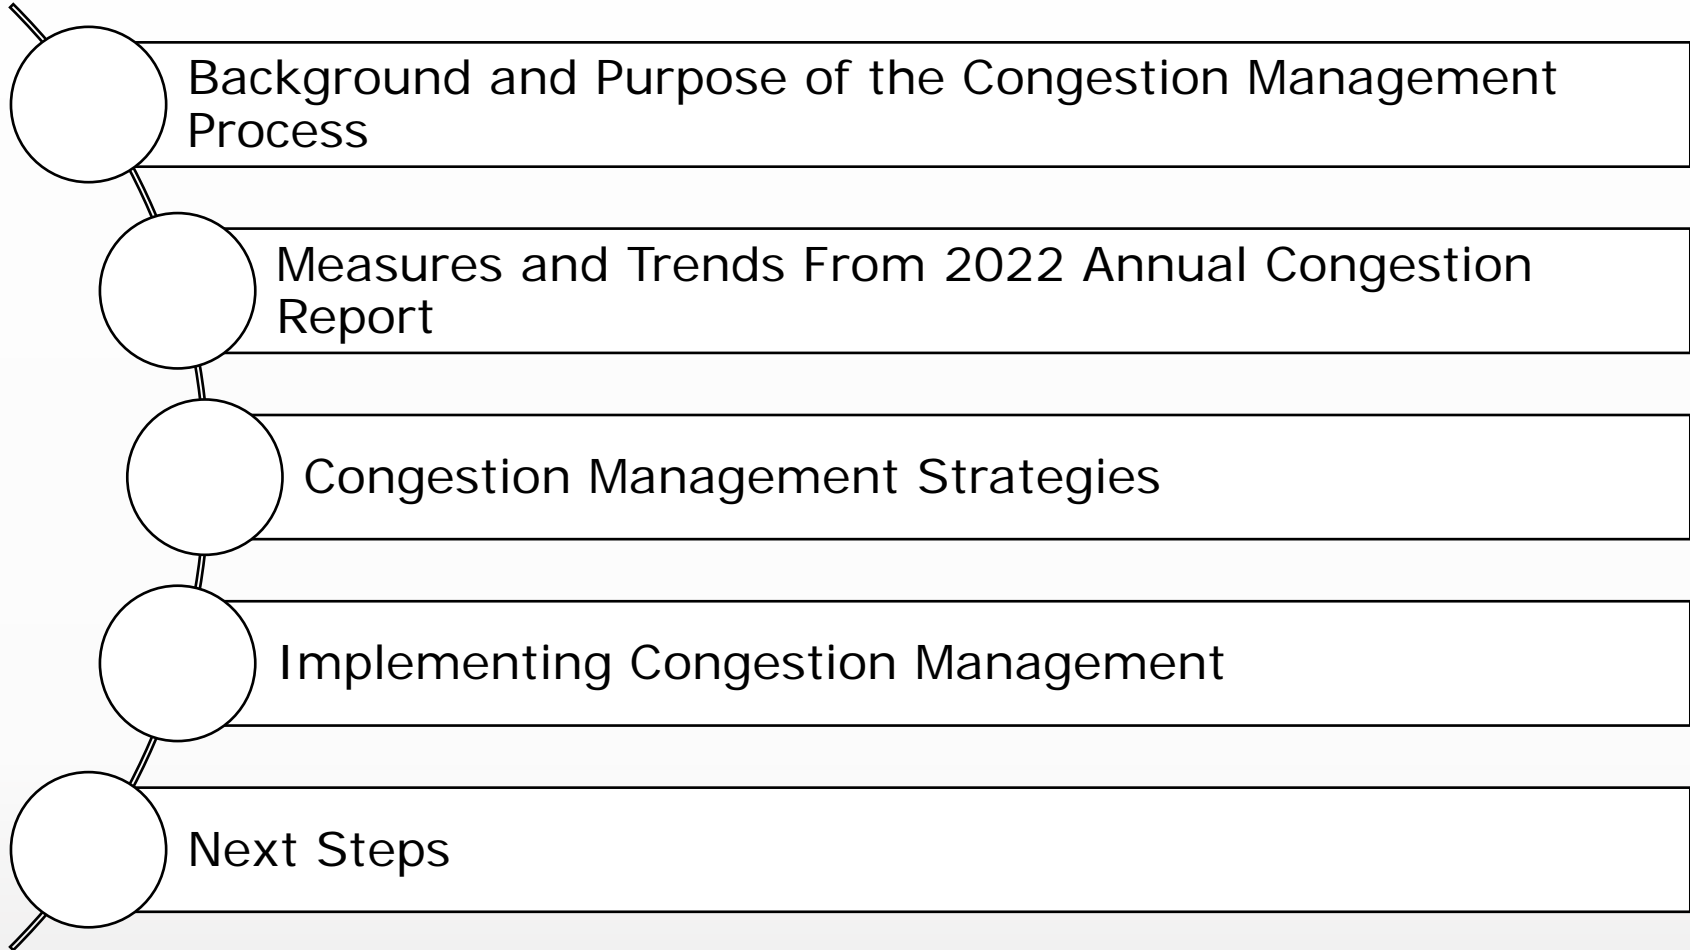 Background and Purpose of the Congestion Management
Process
Measures and Trends From 2022 Annual Congestion
Report
Congestion Management Strategies
Implementing Congestion Management
Next Steps